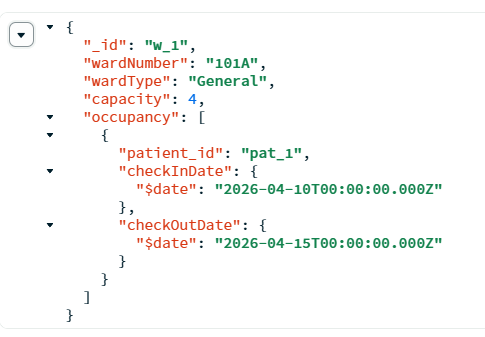 {
"_id": "w_1",
"wardNumber": "101A",
"wardType": "General",
"capacity": 4,
"occupancy": [
{
"patient_id": "pat_1",
"checkInDate": {
"$date": "2026-04-10T00:00:00.000Z"
},
"checkOutDate": {
"$date": "2026-04-15T00:00:00.000Z"
}
}
]
}